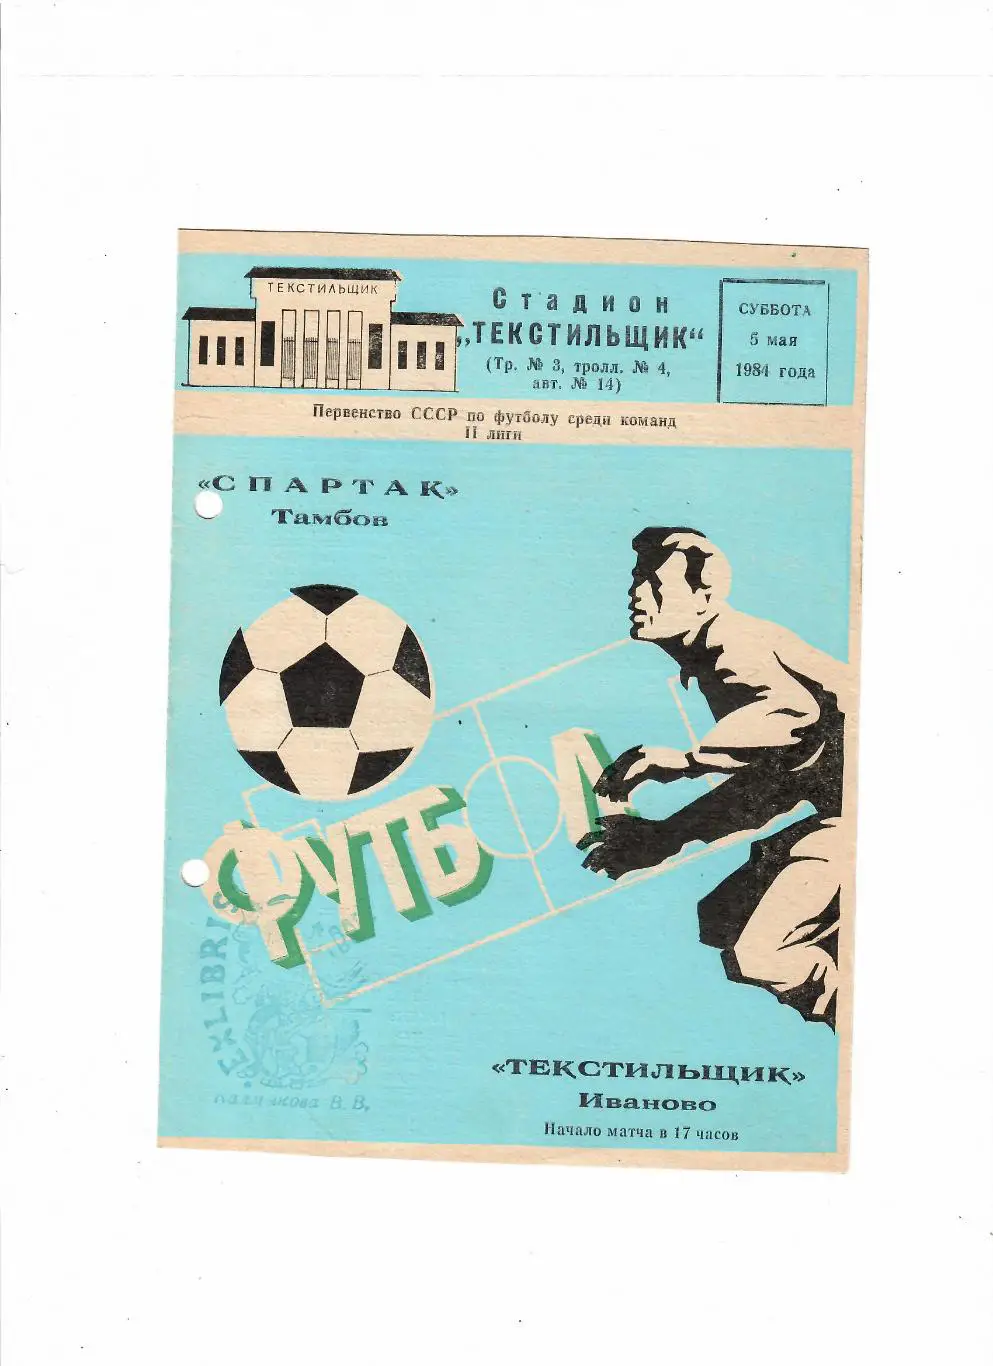 ТЕКСТИЛЬЩИК
Стадион
„ТЕКСТИЛЬЩИК“
(Тр. № 3, тролл. № 4,
авт. № 14)
СУББОТА
5 мая
1984 года
Первенство СССР по футболу среди команд
II лиги
«СПАРТАК»
Тамбов
ФУТБОЛ
EXLIBRIS
В. В.
«ТЕКСТИЛЬЩИК»
Иваново
Начало матча в 17 часов